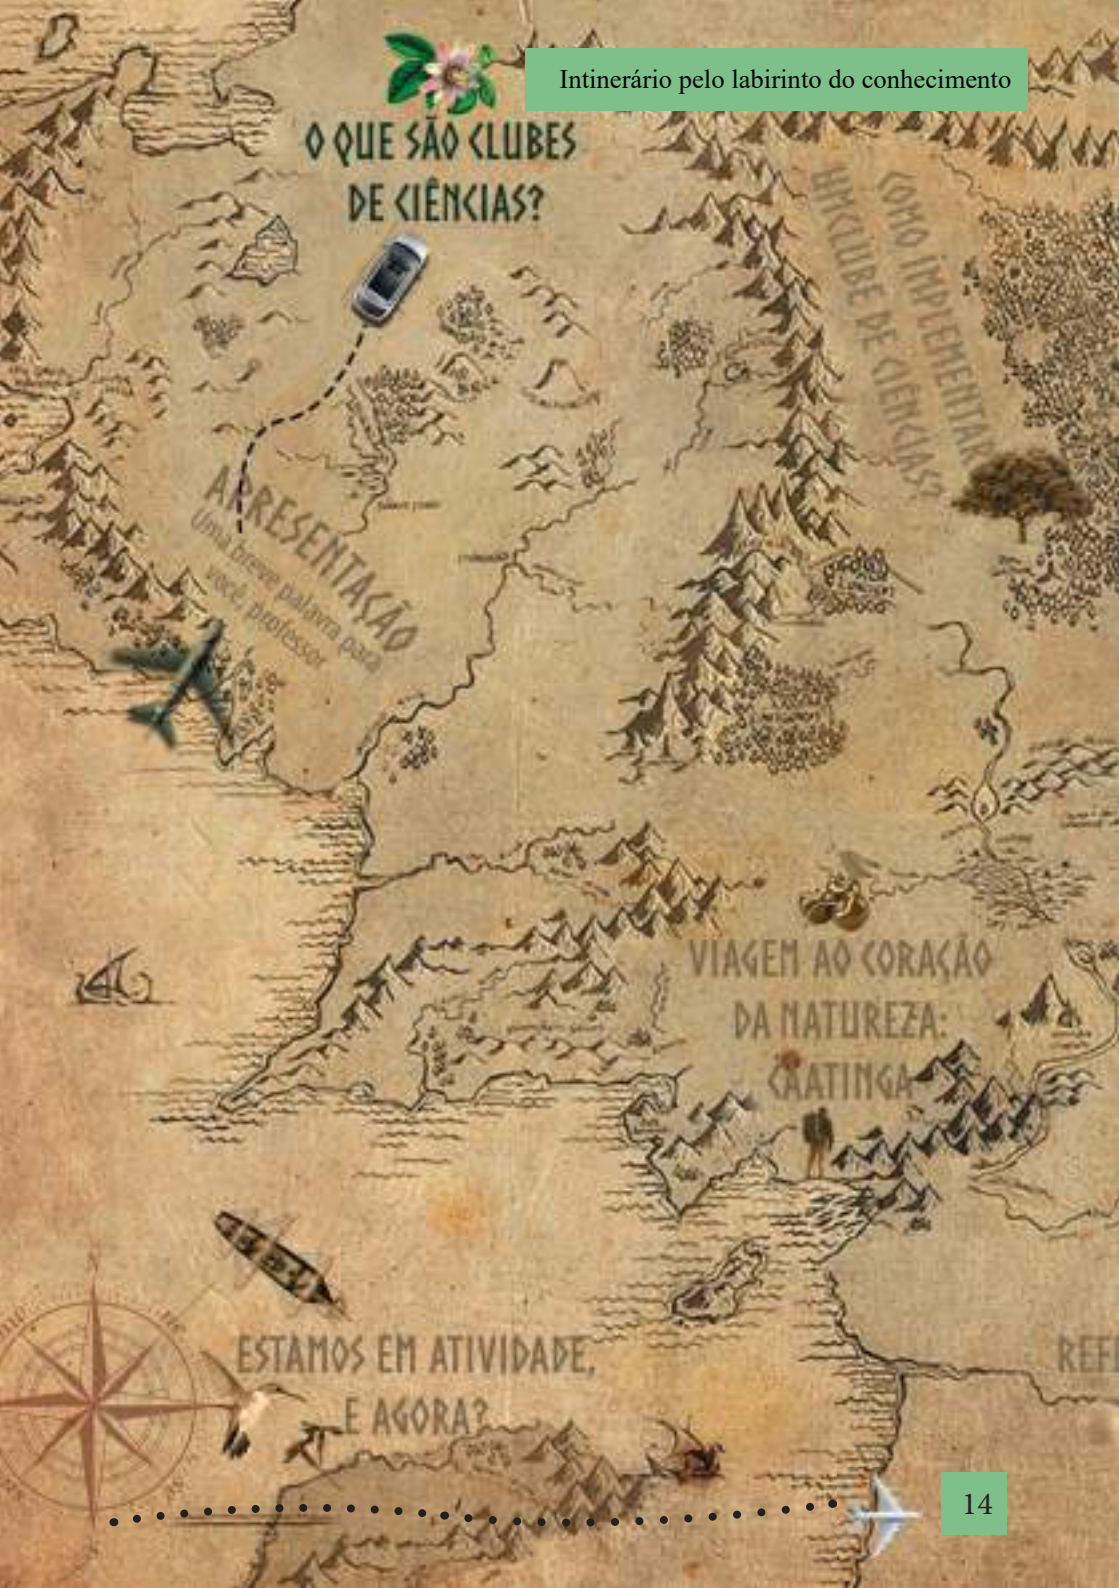 Intinerário pelo labirinto do conhecimento
O QUE SÃO CLUBES
DE CIÊNCIAS?
COMO IMPLEMENTAR
UM CLUBE DE CIÊNCIAS?
APRESENTAÇÃO
Uma breve palavra para
você, professor
VIAGEM AO CORAÇÃO
DA NATUREZA:
CAATINGA
ESTAMOS EM ATIVIDADE,
E AGORA?
REFE
14